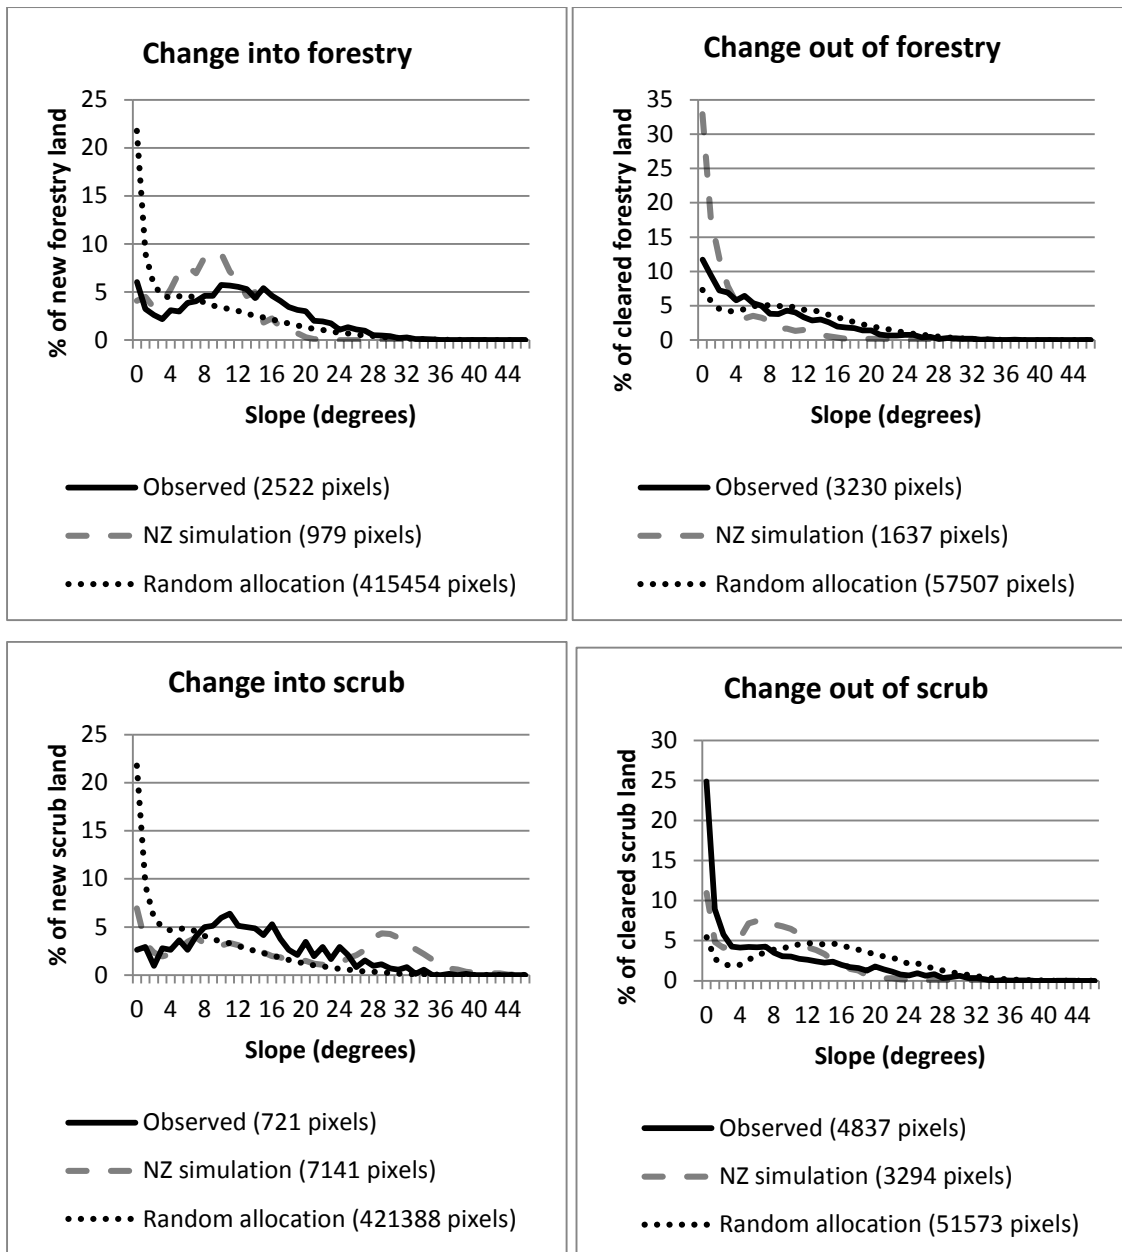 Change into forestry
% of new forestry land
25
20
15
10
5
0
0 4 8 12 16 20 24 28 32 36 40 44
Slope (degrees)
Observed (2522 pixels)
NZ simulation (979 pixels)
Random allocation (415454 pixels)
Change out of forestry
% of cleared forestry land
35
30
25
20
15
10
5
0
0 4 8 12 16 20 24 28 32 36 40 44
Slope (degrees)
Observed (3230 pixels)
NZ simulation (1637 pixels)
Random allocation (57507 pixels)
Change into scrub
% of new scrub land
25
20
15
10
5
0
0 4 8 12 16 20 24 28 32 36 40 44
Slope (degrees)
Observed (721 pixels)
NZ simulation (7141 pixels)
Random allocation (421388 pixels)
Change out of scrub
% of cleared scrub land
30
25
20
15
10
5
0
0 4 8 12 16 20 24 28 32 36 40 44
Slope (degrees)
Observed (4837 pixels)
NZ simulation (3294 pixels)
Random allocation (51573 pixels)